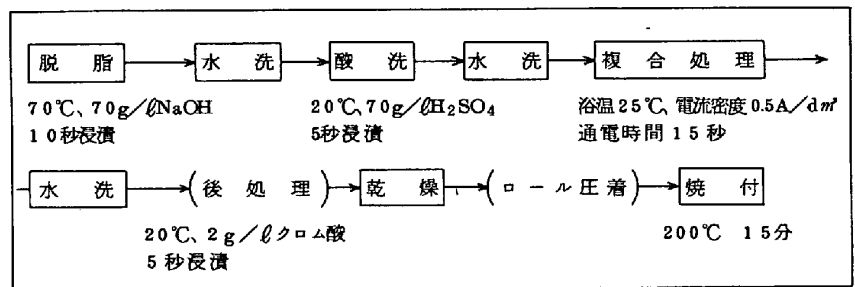 脱脂 → 水洗 → 酸洗 → 水洗 → 複合処理 →
70℃、70g/ℓNaOH 20℃、70g/ℓH₂SO₄ 浴温25℃、電流密度0.5A/d㎡
10秒浸漬 5秒浸漬 通電時間15秒
水洗 → (後処理) → 乾燥 → (ロール圧着) → 焼付
20℃、2g/ℓクロム酸 200℃ 15分
5秒浸漬